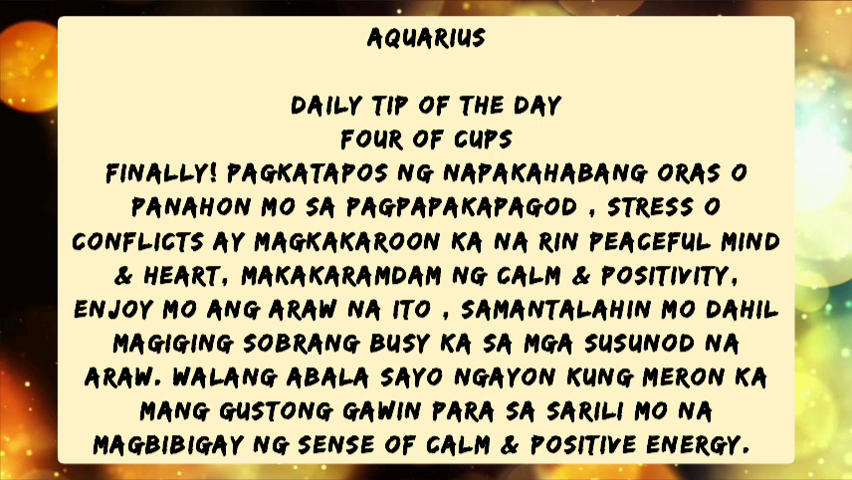 AQUARIUS
DAILY TIP OF THE DAY
FOUR OF CUPS
FINALLY! PAGKATAPOS NG NAPAKAHABANG ORAS O
PANAHON MO SA PAGPAPAKAPAGOD , STRESS O
CONFLICTS AY MAGKAKAROON KA NA RIN PEACEFUL MIND
& HEART, MAKAKARAMDAM NG CALM & POSITIVITY,
ENJOY MO ANG ARAW NA ITO , SAMANTALAHIN MO DAHIL
MAGIGING SOBRANG BUSY KA SA MGA SUSUNOD NA
ARAW. WALANG ABALA SAYO NGAYON KUNG MERON KA
MANG GUSTONG GAWIN PARA SA SARILI MO NA
MAGBIBIGAY NG SENSE OF CALM & POSITIVE ENERGY.